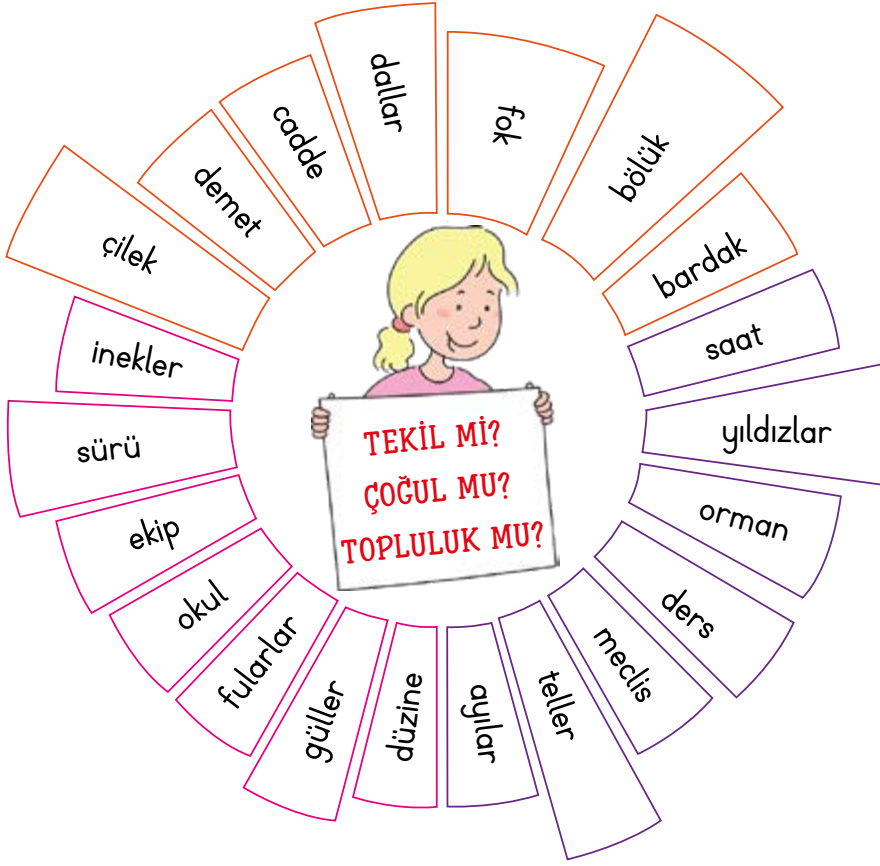 dallar
fok
bölük
bardak
saat
yıldızlar
orman
ders
meclis
teller
ayılar
düzine
güller
fularlar
okul
ekip
sürü
inekler
çilek
demet
cadde
TEKİL Mİ?
ÇOĞUL MU?
TOPLULUK MU?